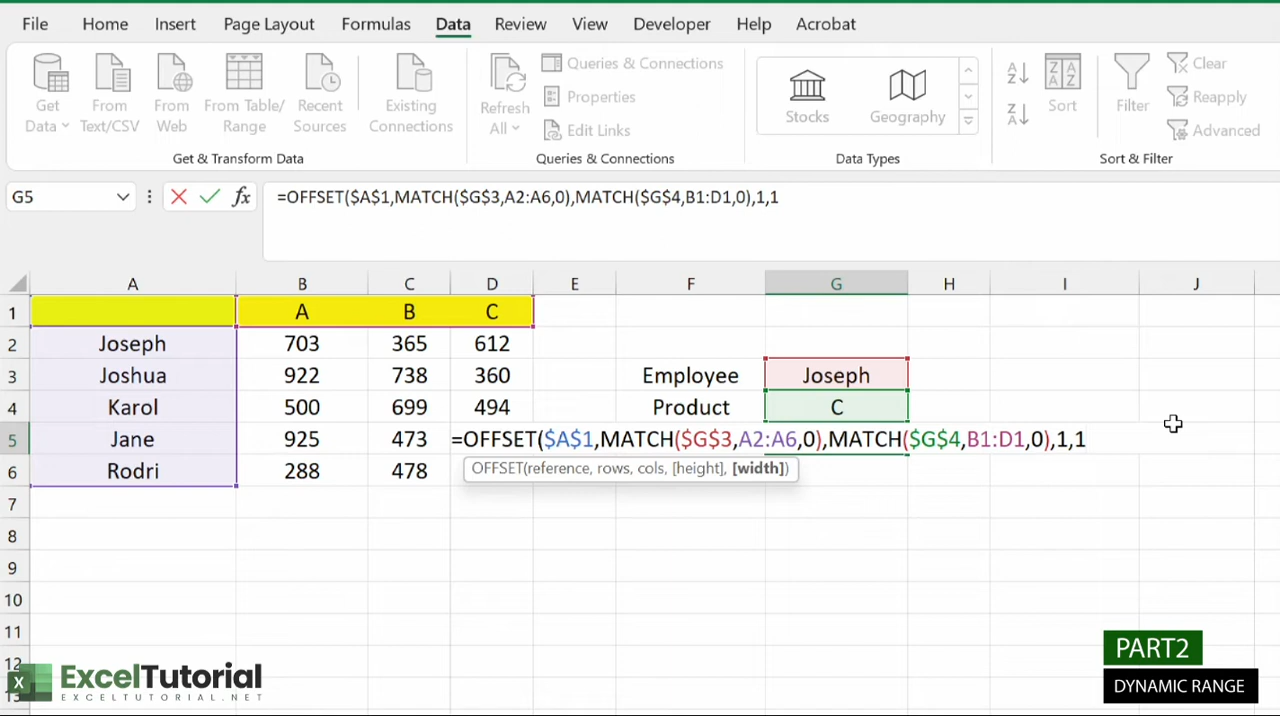 File Home Insert Page Layout Formulas Data Review View Developer Help Acrobat
Get Data
From Text/CSV
From Web
From Table/ Range
Recent Sources
Existing Connections
Get & Transform Data
Refresh All
Queries & Connections
Properties
Edit Links
Queries & Connections
Stocks
Geography
Data Types
A Z
Z A
Z A A Z
Sort
Filter
Clear
Reapply
Advanced
Sort & Filter
G5 fx =OFFSET($A$1,MATCH($G$3,A2:A6,0),MATCH($G$4,B1:D1,0),1,1
A B C D E F G H I J
1 A B C
2 Joseph 703 365 612
3 Joshua 922 738 360 Employee Joseph
4 Karol 500 699 494 Product C
5 Jane 925 473 =OFFSET($A$1,MATCH($G$3,A2:A6,0),MATCH($G$4,B1:D1,0),1,1
6 Rodri 288 478 OFFSET(reference, rows, cols, [height], [width])
7
8
9
10
11
12
X ExcelTutorial
EXCELTUTORIAL.NET
PART2
DYNAMIC RANGE